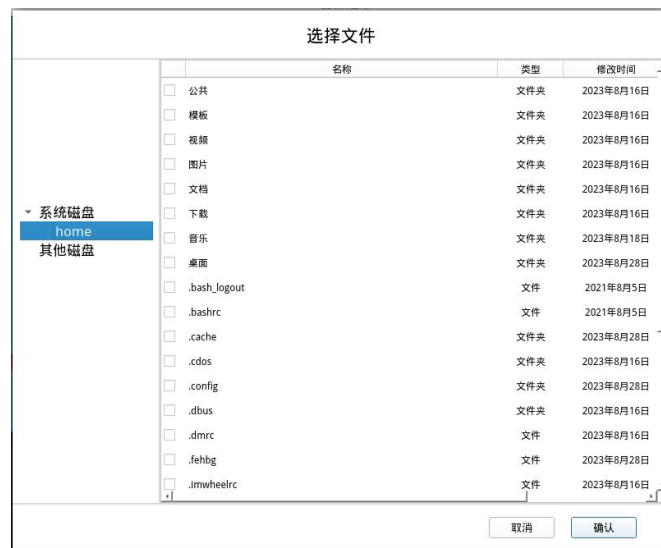 选择文件
系统磁盘
home
其他磁盘
名称 类型 修改时间
公共 文件夹 2023年8月16日
模板 文件夹 2023年8月16日
视频 文件夹 2023年8月16日
图片 文件夹 2023年8月16日
文档 文件夹 2023年8月16日
下载 文件夹 2023年8月16日
音乐 文件夹 2023年8月18日
桌面 文件夹 2023年8月28日
.bash_logout 文件 2021年8月5日
.bashrc 文件 2021年8月5日
.cache 文件夹 2023年8月28日
.cdos 文件夹 2023年8月16日
.config 文件夹 2023年8月28日
.dbus 文件夹 2023年8月16日
.dmrc 文件 2023年8月16日
.fehbg 文件 2023年8月28日
.imwheelrc 文件 2023年8月16日
取消 确认